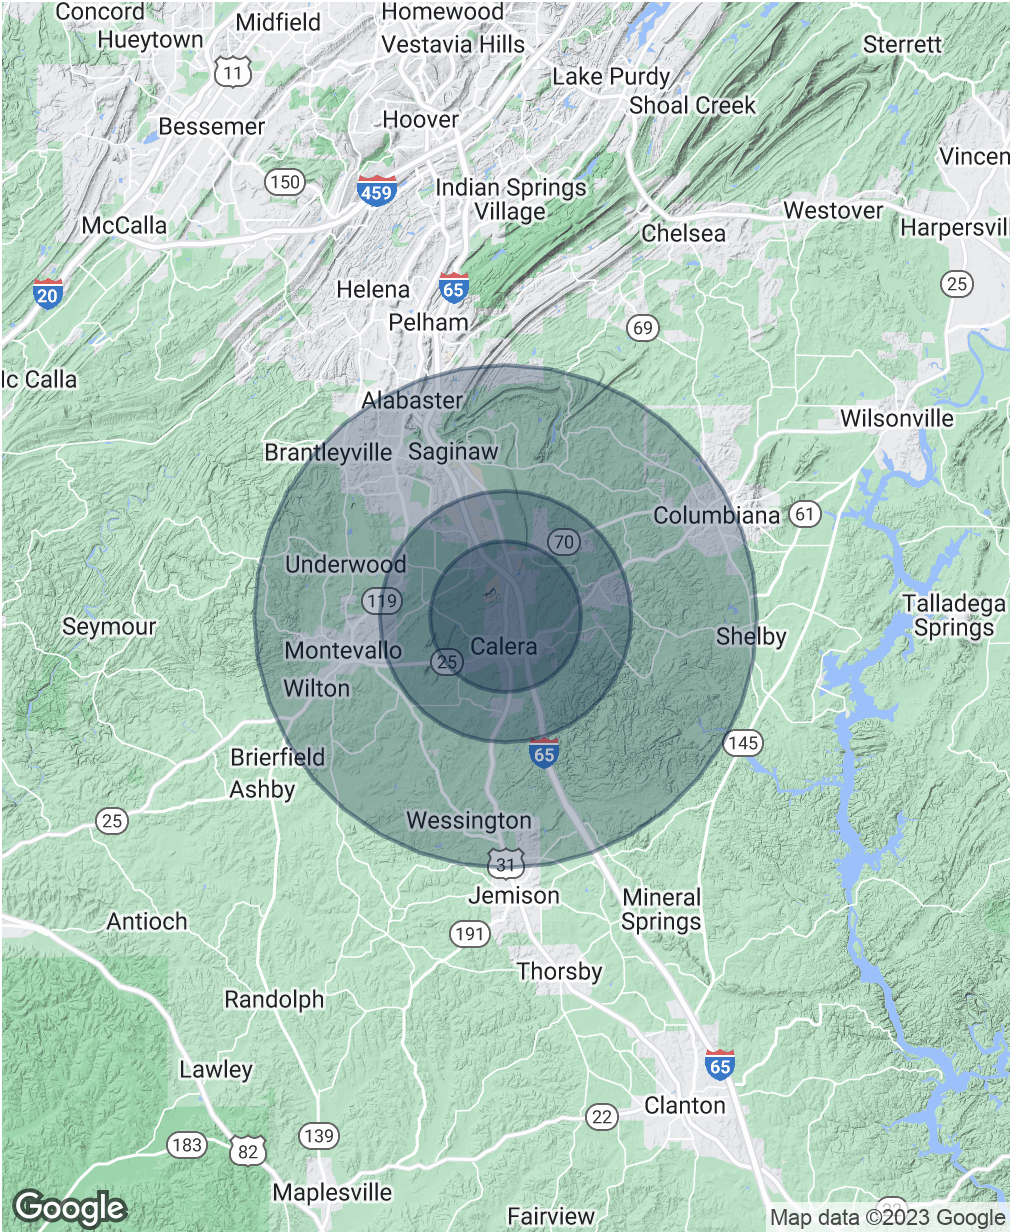 Concord
Midfield
Homewood
Hueytown
Vestavia Hills
Sterrett
11
Lake Purdy
Shoal Creek
Bessemer
Hoover
Vincen
150
459
Indian Springs
Village
Westover
McCalla
Chelsea
Harpersvill
20
Helena
65
25
Pelham
69
lc Calla
Alabaster
Wilsonville
Brantleyville
Saginaw
Columbiana
61
70
Underwood
119
Talladega
Springs
Seymour
Shelby
Calera
Montevallo
25
Wilton
145
65
Brierfield
Ashby
25
Wessington
31
Jemison
Mineral
Springs
Antioch
191
Thorsby
Randolph
Lawley
65
Clanton
22
139
183
82
Maplesville
Google
Fairview
Map data ©2023 Google